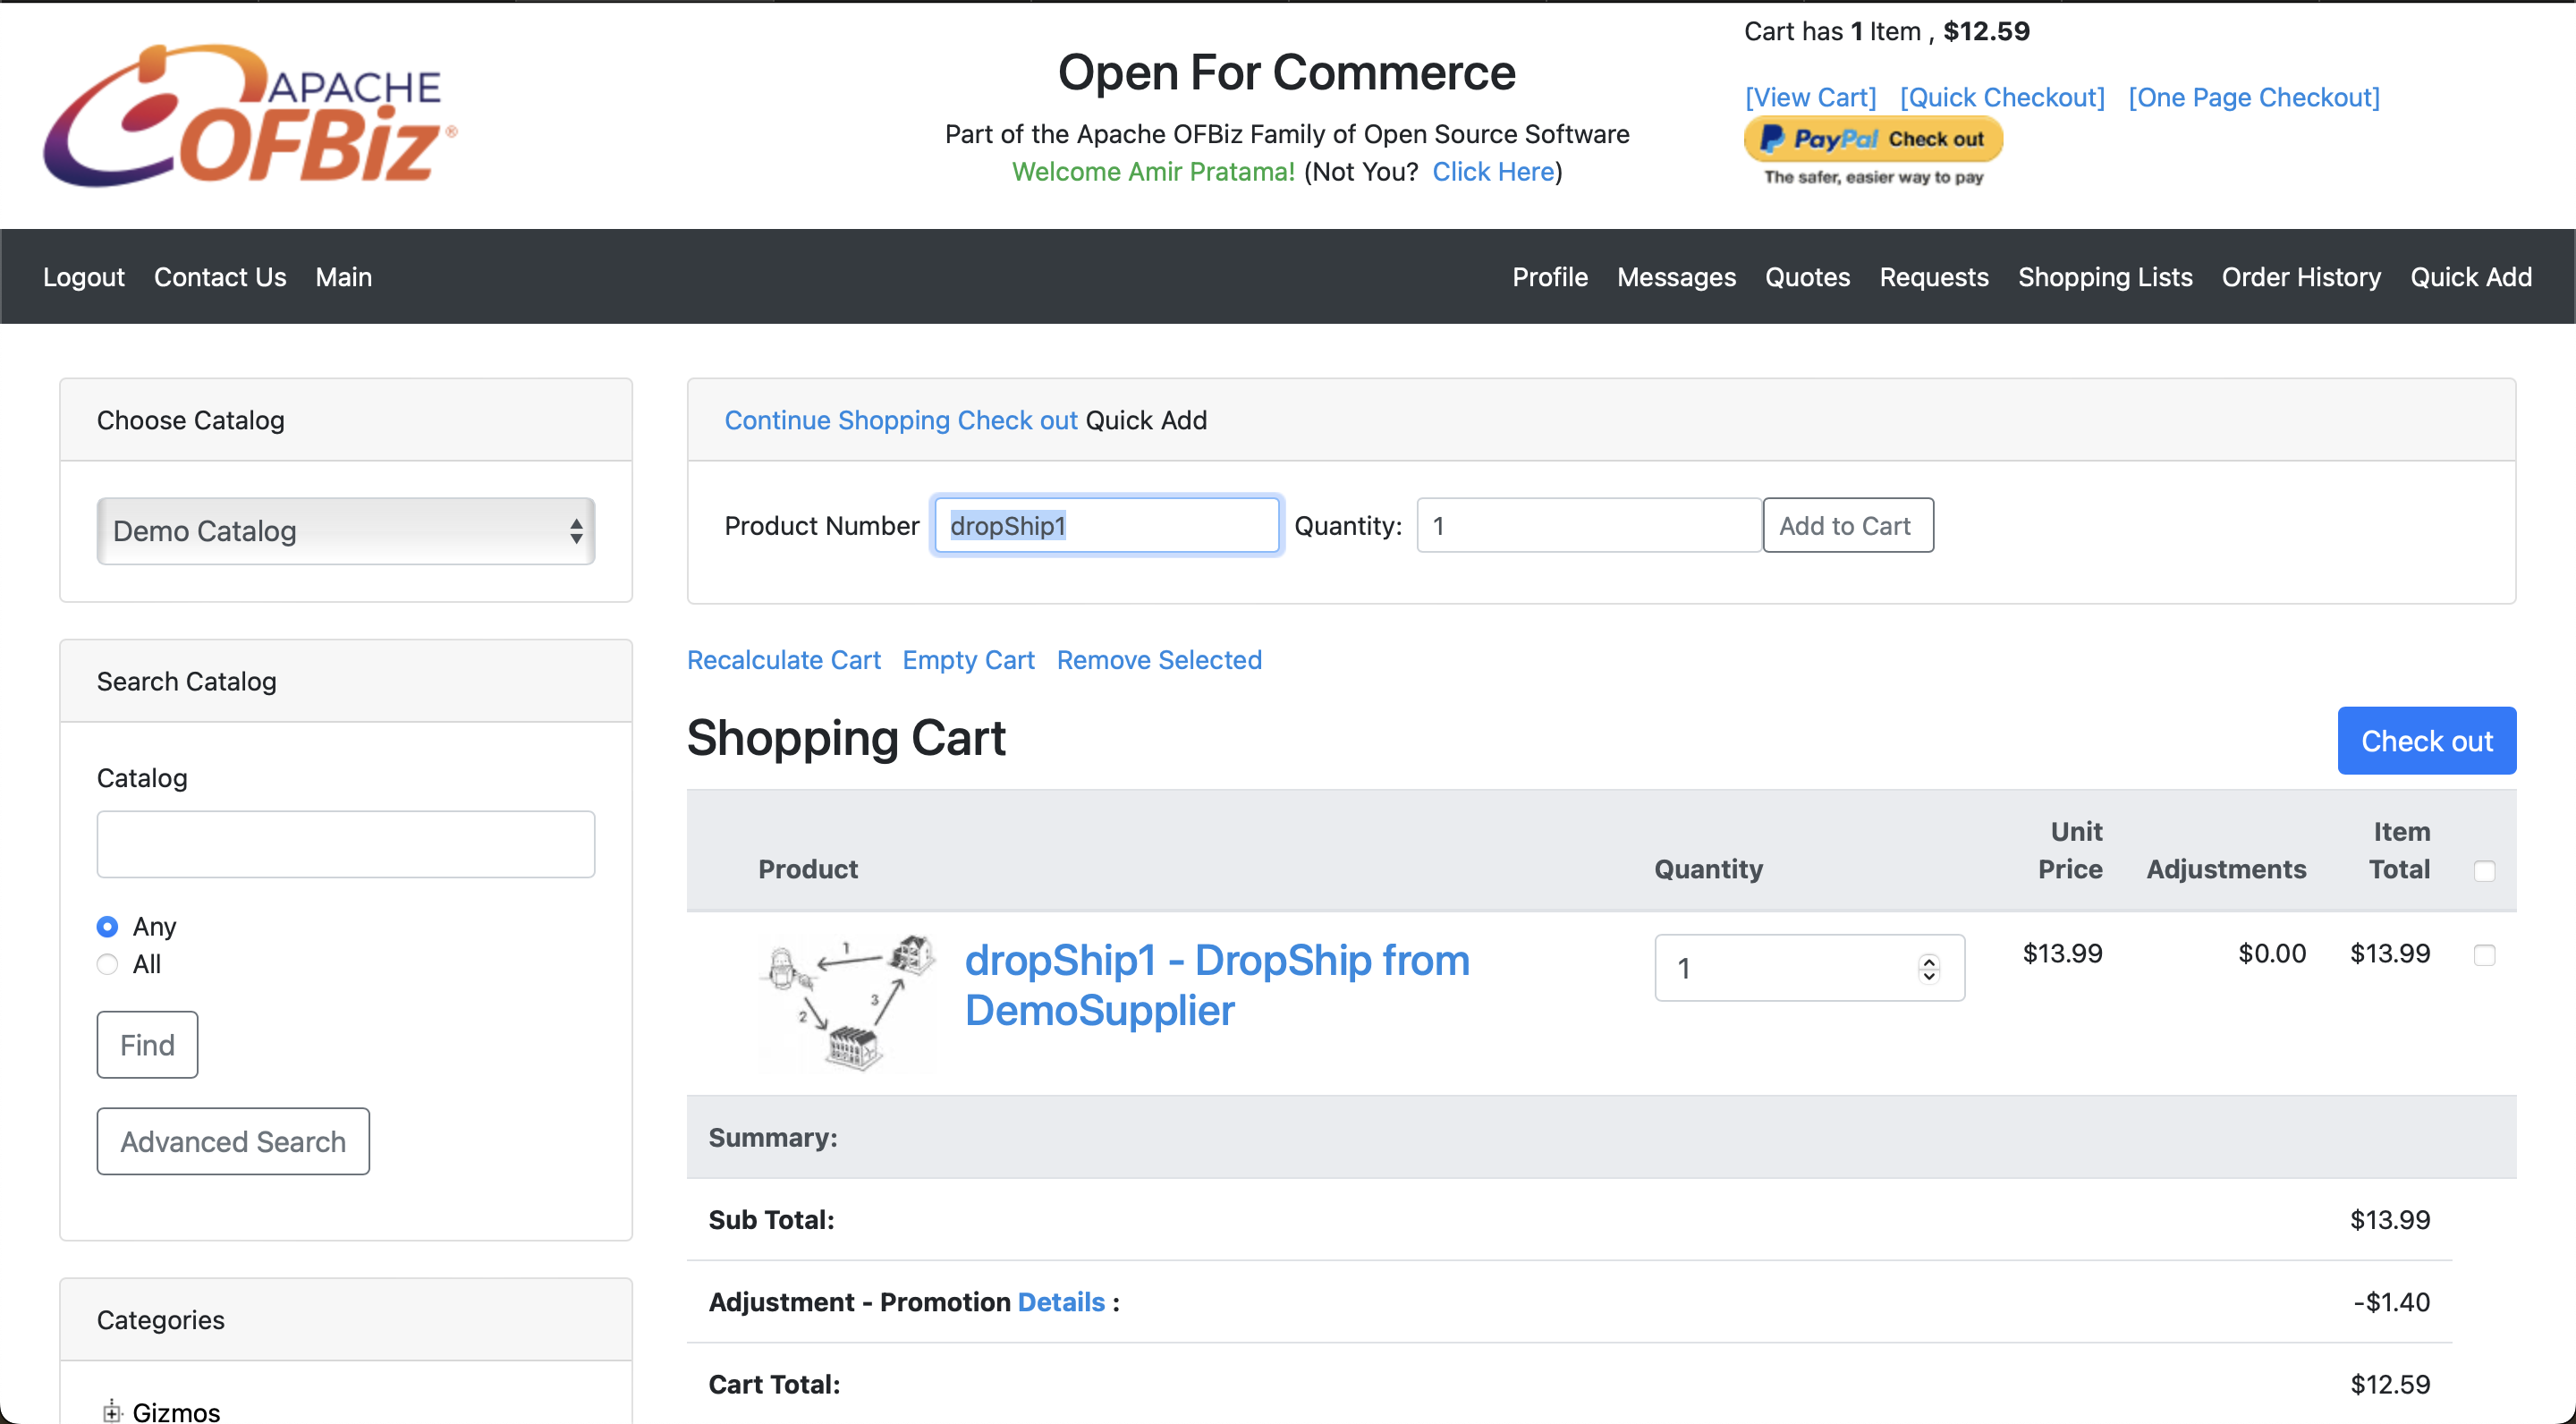 APACHE
OFBiz®
Open For Commerce
Part of the Apache OFBiz Family of Open Source Software
Welcome Amir Pratama! (Not You? Click Here)
Cart has 1 Item , $12.59
[View Cart] [Quick Checkout] [One Page Checkout]
PayPal Check out
The safer, easier way to pay
Logout Contact Us Main
Profile Messages Quotes Requests Shopping Lists Order History Quick Add
Choose Catalog
Demo Catalog
Search Catalog
Catalog
Any
All
Find
Advanced Search
Categories
Gizmos
Continue Shopping Check out Quick Add
Product Number dropShip1 Quantity: 1 Add to Cart
Recalculate Cart Empty Cart Remove Selected
Shopping Cart
Check out
Product Quantity Unit Price Adjustments Item Total
1
2
3
dropShip1 - DropShip from
DemoSupplier
1 $13.99 $0.00 $13.99
Summary:
Sub Total: $13.99
Adjustment - Promotion Details : -$1.40
Cart Total: $12.59